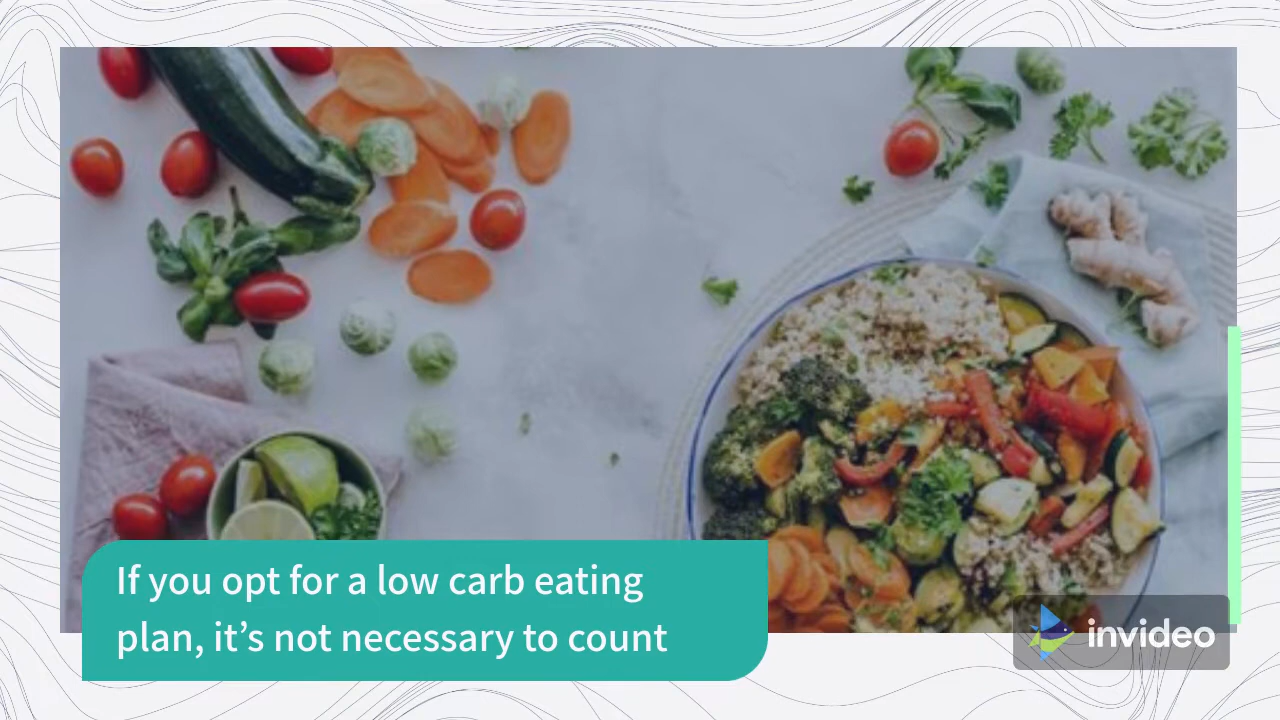 If you opt for a low carb eating
plan, it’s not necessary to count
invideo